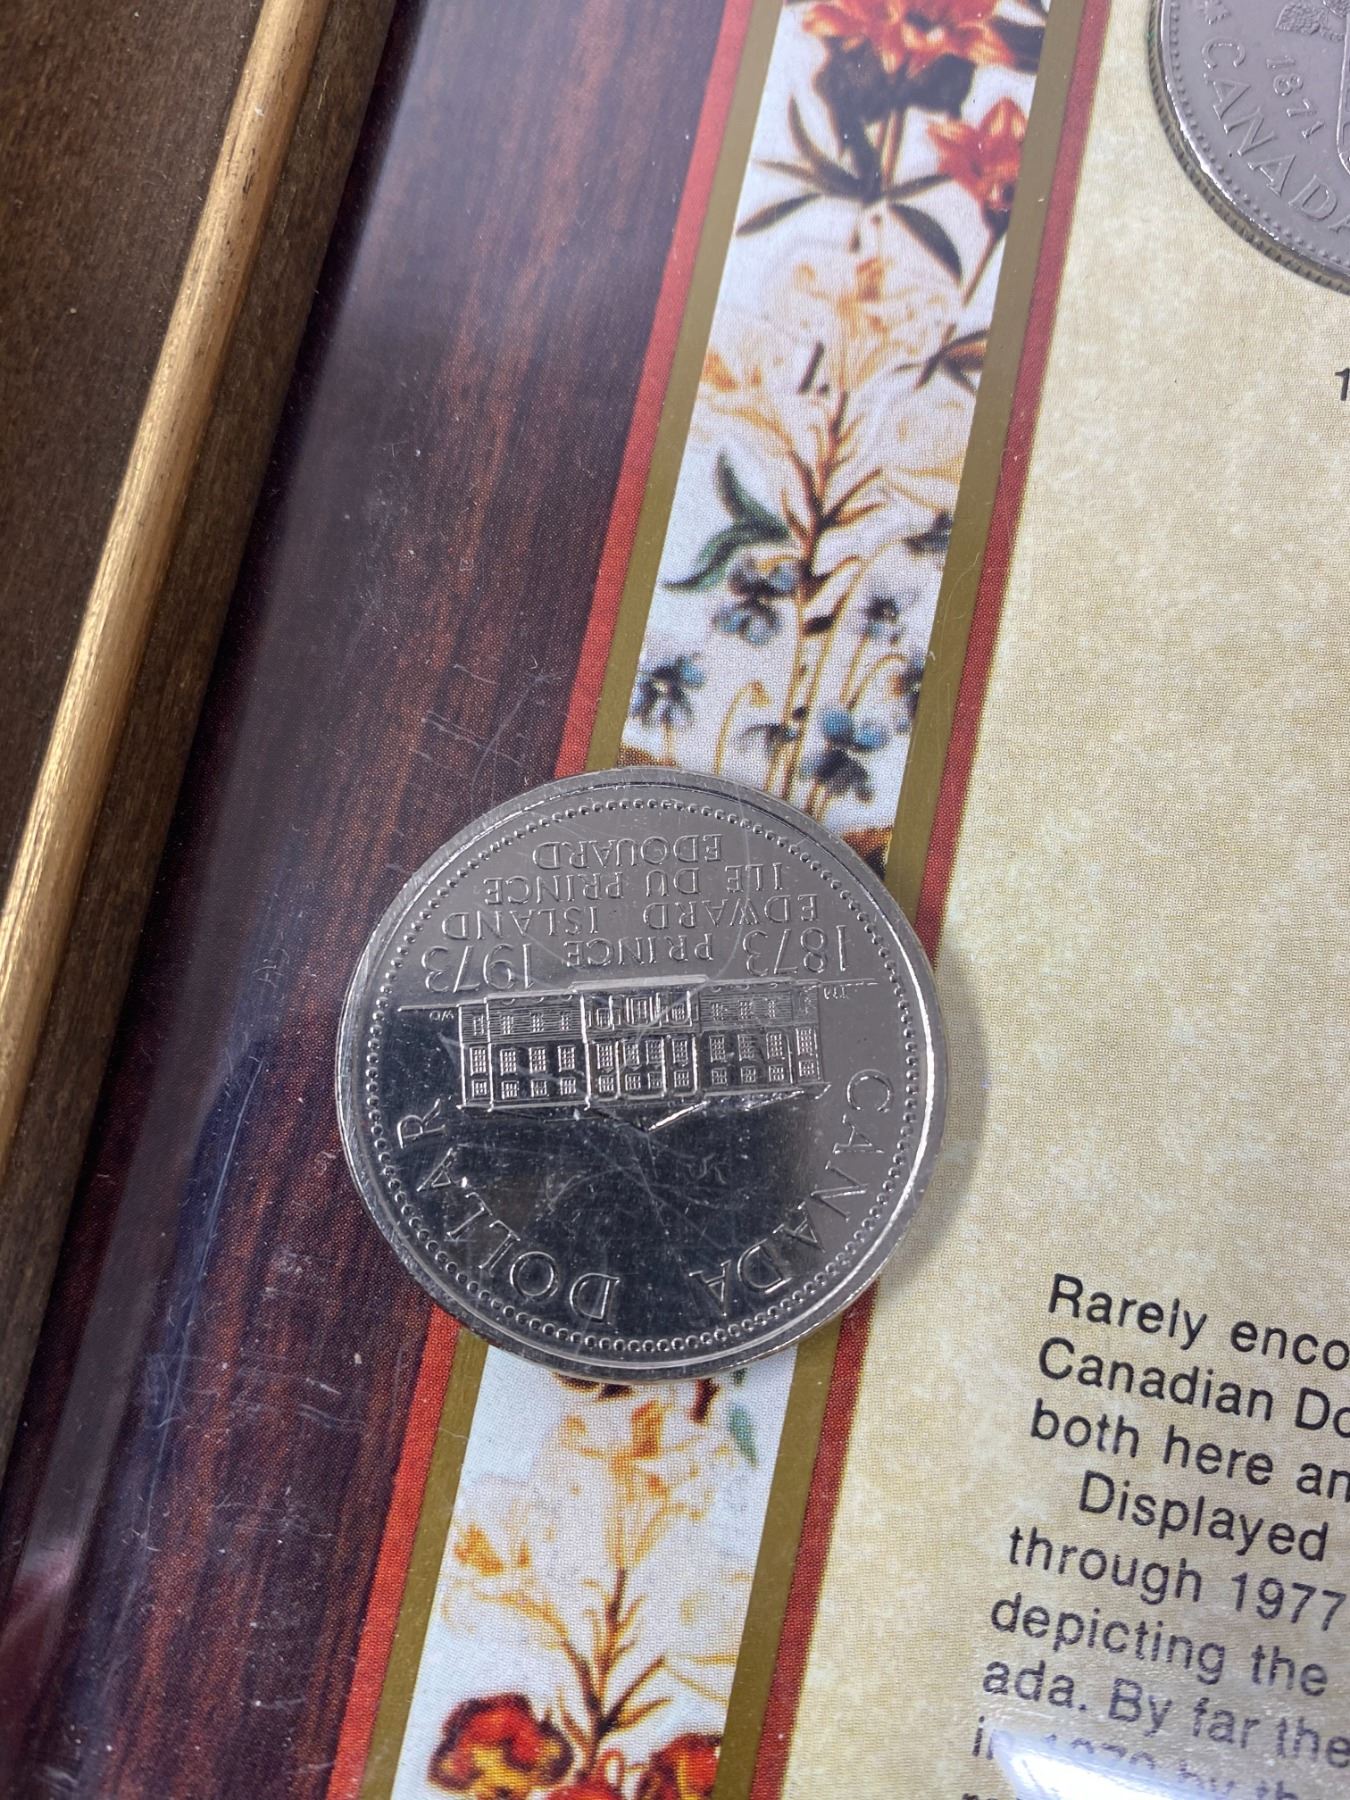 1871
CANADA
1873 PRINCE 1973
EDWARD ISLAND
ILE DU PRINCE
EDOUARD
CANADA DOLLAR
WO
Rarely enco
Canadian Do
both here an
Displayed
through 1977
depicting the
ada. By far the